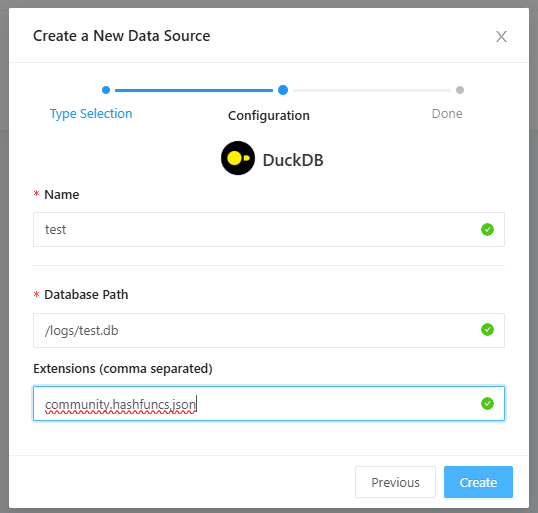 Create a New Data Source
Type Selection
Configuration
Done
DuckDB
* Name
test
* Database Path
/logs/test.db
Extensions (comma separated)
community.hashfuncs,json
Previous
Create